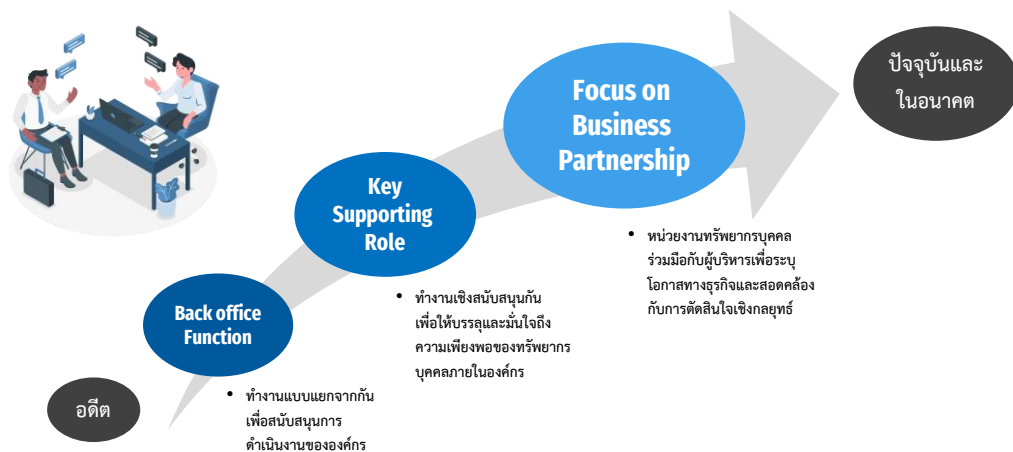 อดีต
Back office
Function
• ทำงานแบบแยกจากกัน
เพื่อสนับสนุนการ
ดำเนินงานขององค์กร
Key
Supporting
Role
• ทำงานเชิงสนับสนุนกัน
เพื่อให้บรรลุและมั่นใจถึง
ความเพียงพอของทรัพยากร
บุคคลภายในองค์กร
Focus on
Business
Partnership
• หน่วยงานทรัพยากรบุคคล
ร่วมมือกับผู้บริหารเพื่อระบุ
โอกาสทางธุรกิจและสอดคล้อง
กับการตัดสินใจเชิงกลยุทธ์
ปัจจุบันและ
ในอนาคต